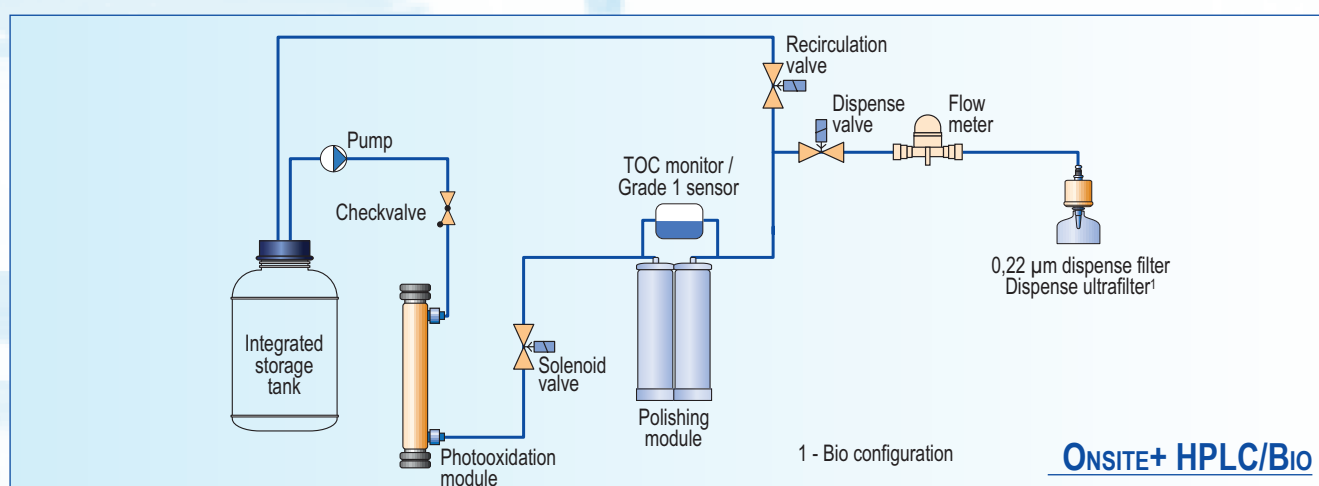 Recirculation
valve
Dispense
valve
Flow
meter
Pump
TOC monitor /
Grade 1 sensor
Checkvalve
0,22 µm dispense filter
Dispense ultrafilter¹
Integrated
storage
tank
Solenoid
valve
Polishing
module
Photooxidation
module
1 - Bio configuration
ONSITE+ HPLC/BIO